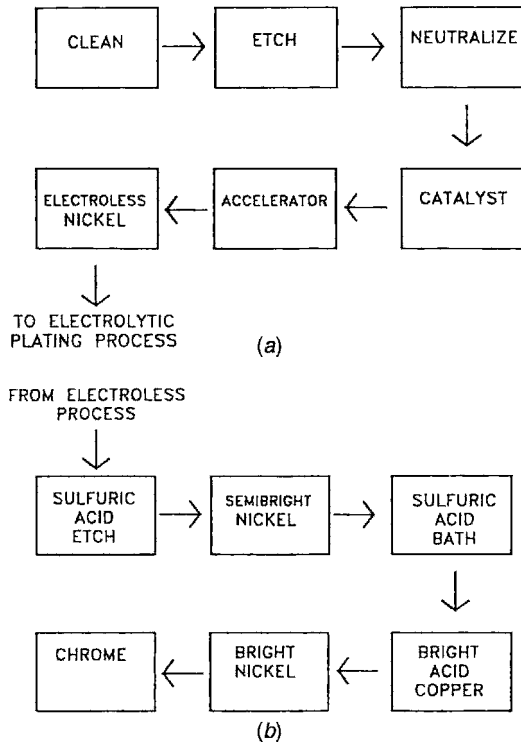 CLEAN
ETCH
NEUTRALIZE
CATALYST
ACCELERATOR
ELECTROLESS
NICKEL
TO ELECTROLYTIC
PLATING PROCESS
(a)
FROM ELECTROLESS
PROCESS
SULFURIC
ACID
ETCH
SEMIBRIGHT
NICKEL
SULFURIC
ACID
BATH
BRIGHT
ACID
COPPER
BRIGHT
NICKEL
CHROME
(b)